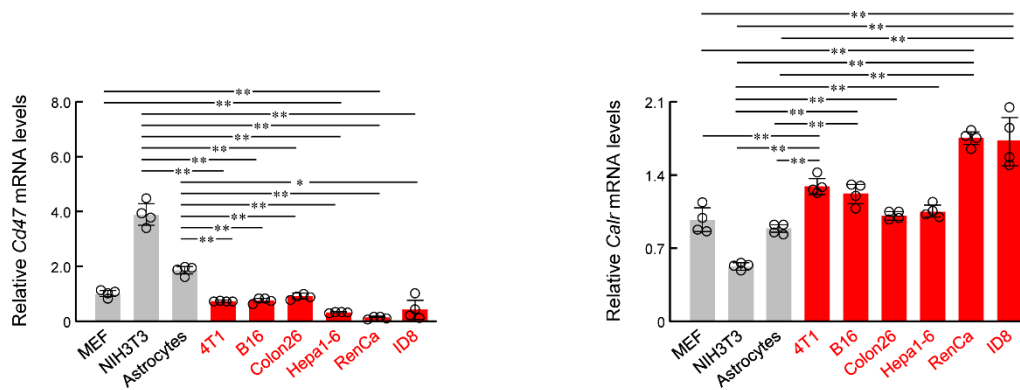 Relative Cd47 mRNA levels
**
**
**
**
**
**
**
**
*
**
**
**
**
**
8.0
6.0
4.0
2.0
0
MEF
NIH3T3
Astrocytes
4T1
B16
Colon26
Hepa1-6
RenCa
ID8
Relative Calr mRNA levels
**
**
**
**
**
**
**
**
**
**
**
**
**
2.1
1.4
0.7
0
MEF
NIH3T3
Astrocytes
4T1
B16
Colon26
Hepa1-6
RenCa
ID8